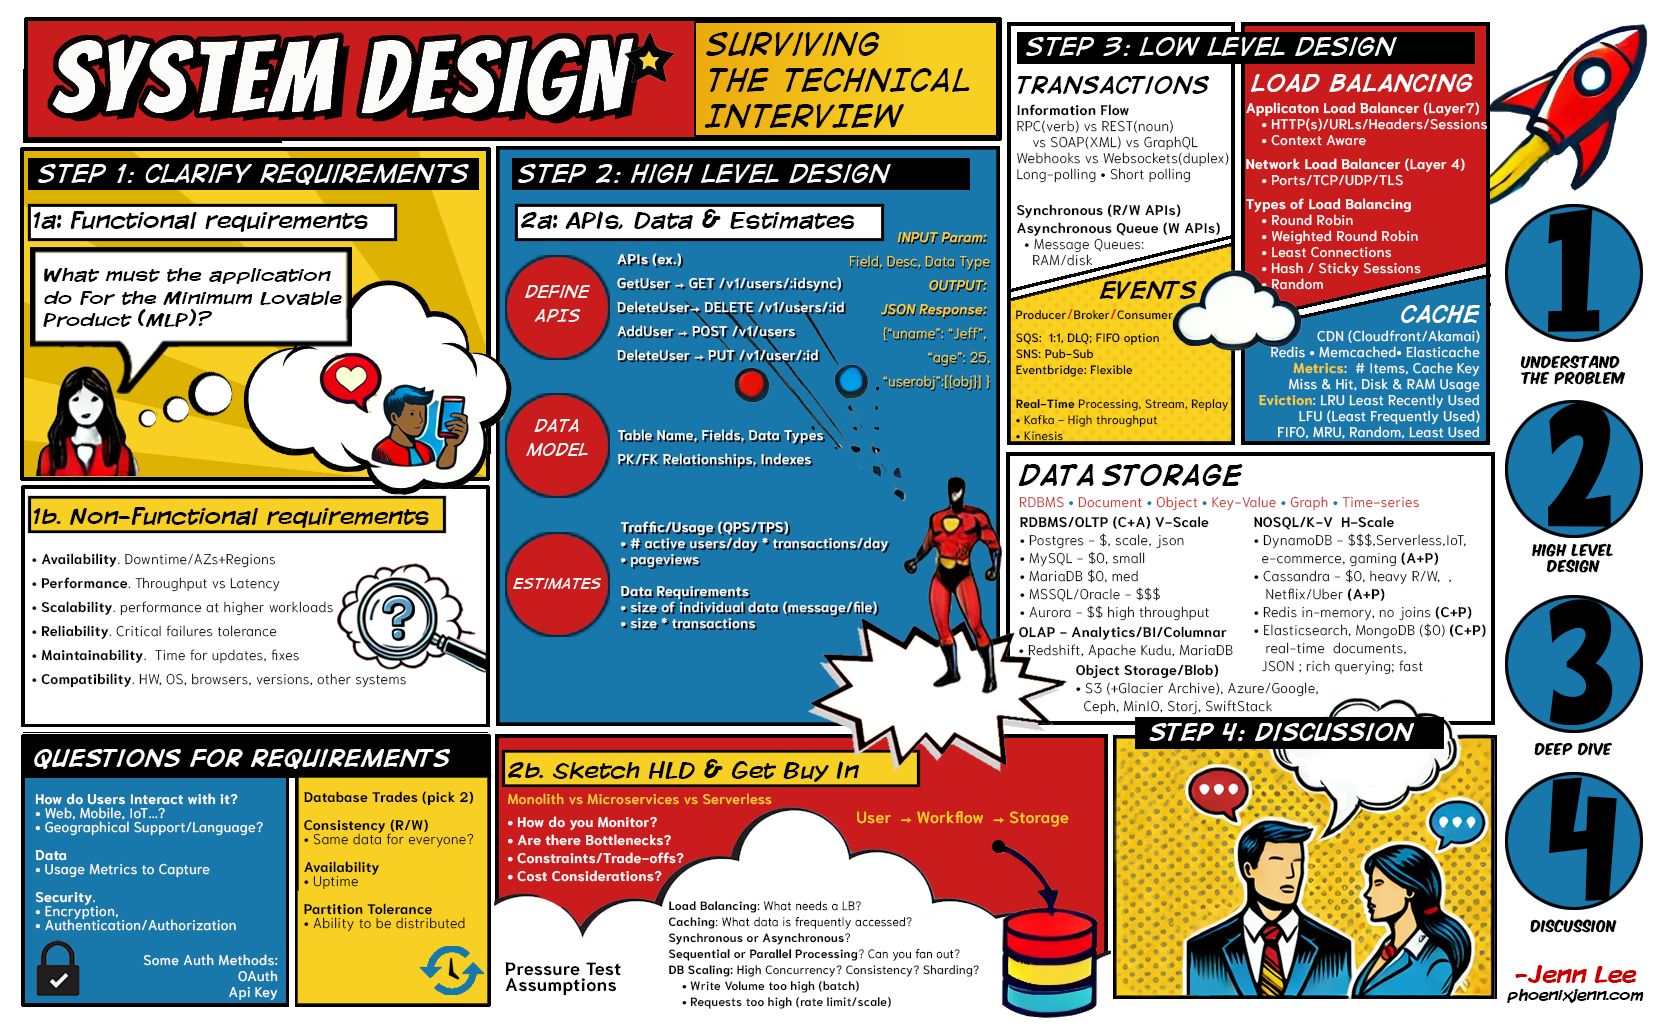 SYSTEM DESIGN
SURVIVING
THE TECHNICAL
INTERVIEW
STEP 1: CLARIFY REQUIREMENTS
1a: Functional requirements
What must the application
do For the Minimum Lovable
Product (MLP)?
1b. Non-Functional requirements
• Availability. Downtime/AZs+Regions
• Performance. Throughput vs Latency
• Scalability. performance at higher workloads
• Reliability. Critical failures tolerance
• Maintainability. Time for updates, fixes
• Compatibility. HW, OS, browsers, versions, other systems
?
QUESTIONS FOR REQUIREMENTS
How do Users Interact with it?
• Web, Mobile, IoT...?
• Geographical Support/Language?
Data
• Usage Metrics to Capture
Security.
• Encryption,
• Authentication/Authorization
Some Auth Methods:
OAuth
Api Key
Database Trades (pick 2)
Consistency (R/W)
• Same data for everyone?
Availability
• Uptime
Partition Tolerance
• Ability to be distributed
STEP 2: HIGH LEVEL DESIGN
2a: APIs, Data & Estimates
DEFINE
APIS
APIs (ex.)
GetUser → GET /v1/users/:idsync)
DeleteUser→ DELETE /v1/users/:id
AddUser → POST /v1/users
DeleteUser → PUT /v1/user/:id
INPUT Param:
Field, Desc, Data Type
OUTPUT:
JSON Response:
{"uname": "Jeff",
"age": 25,
"userobj":[{obj}] }
DATA
MODEL
Table Name, Fields, Data Types
PK/FK Relationships, Indexes
ESTIMATES
Traffic/Usage (QPS/TPS)
• # active users/day * transactions/day
• pageviews
Data Requirements
• size of individual data (message/file)
• size * transactions
2b. Sketch HLD & Get Buy In
Monolith vs Microservices vs Serverless
• How do you Monitor?
• Are there Bottlenecks?
• Constraints/Trade-offs?
• Cost Considerations?
User → Workflow → Storage
Pressure Test
Assumptions
Load Balancing: What needs a LB?
Caching: What data is frequently accessed?
Synchronous or Asynchronous?
Sequential or Parallel Processing? Can you fan out?
DB Scaling: High Concurrency? Consistency? Sharding?
• Write Volume too high (batch)
• Requests too high (rate limit/scale)
STEP 3: LOW LEVEL DESIGN
TRANSACTIONS
Information Flow
RPC(verb) vs REST(noun)
vs SOAP(XML) vs GraphQL
Webhooks vs Websockets(duplex)
Long-polling • Short polling
Synchronous (R/W APIs)
Asynchronous Queue (W APIs)
• Message Queues:
RAM/disk
EVENTS
Producer/Broker/Consumer
SQS: 1:1, DLQ; FIFO option
SNS: Pub-Sub
Eventbridge: Flexible
Real-Time Processing, Stream, Replay
• Kafka - High throughput
• Kinesis
LOAD BALANCING
Applicaton Load Balancer (Layer7)
• HTTP(s)/URLs/Headers/Sessions
• Context Aware
Network Load Balancer (Layer 4)
• Ports/TCP/UDP/TLS
Types of Load Balancing
• Round Robin
• Weighted Round Robin
• Least Connections
• Hash / Sticky Sessions
• Random
CACHE
CDN (Cloudfront/Akamai)
Redis • Memcached• Elasticache
Metrics: # Items, Cache Key
Miss & Hit, Disk & RAM Usage
Eviction: LRU Least Recently Used
LFU (Least Frequently Used)
FIFO, MRU, Random, Least Used
DATA STORAGE
RDBMS • Document • Object • Key-Value • Graph • Time-series
RDBMS/OLTP (C+A) V-Scale
• Postgres - $, scale, json
• MySQL - $0, small
• MariaDB $0, med
• MSSQL/Oracle - $$$
• Aurora - $$ high throughput
OLAP - Analytics/BI/Columnar
• Redshift, Apache Kudu, MariaDB
Object Storage/Blob)
• S3 (+Glacier Archive), Azure/Google,
Ceph, MinIO, Storj, SwiftStack
NOSQL/K-V H-Scale
• DynamoDB - $$$,Serverless,IoT,
e-commerce, gaming (A+P)
• Cassandra - $0, heavy R/W, ,
Netflix/Uber (A+P)
• Redis in-memory, no joins (C+P)
• Elasticsearch, MongoDB ($0) (C+P)
real-time documents,
JSON ; rich querying; fast
STEP 4: DISCUSSION
1
UNDERSTAND
THE PROBLEM
2
HIGH LEVEL
DESIGN
3
DEEP DIVE
4
DISCUSSION
-Jenn Lee
phoenixjenn.com